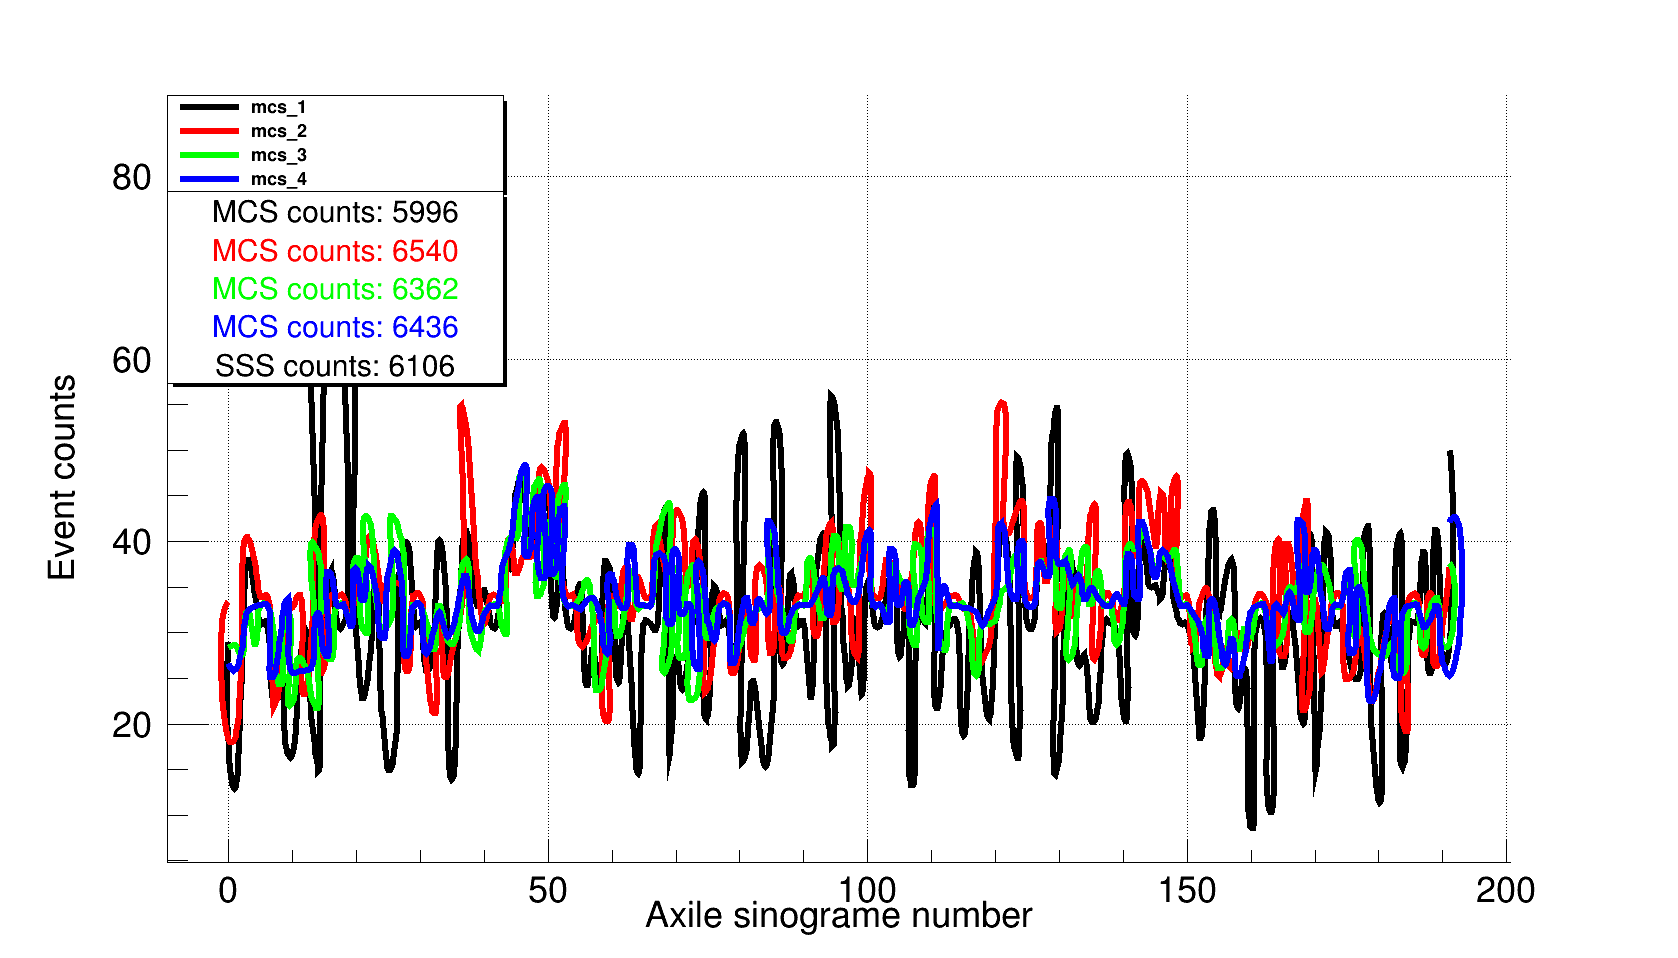 mcs_1
mcs_2
mcs_3
mcs_4
MCS counts: 5996
MCS counts: 6540
MCS counts: 6362
MCS counts: 6436
SSS counts: 6106
80
60
40
20
Event counts
0 50 100 150 200
Axile sinograme number